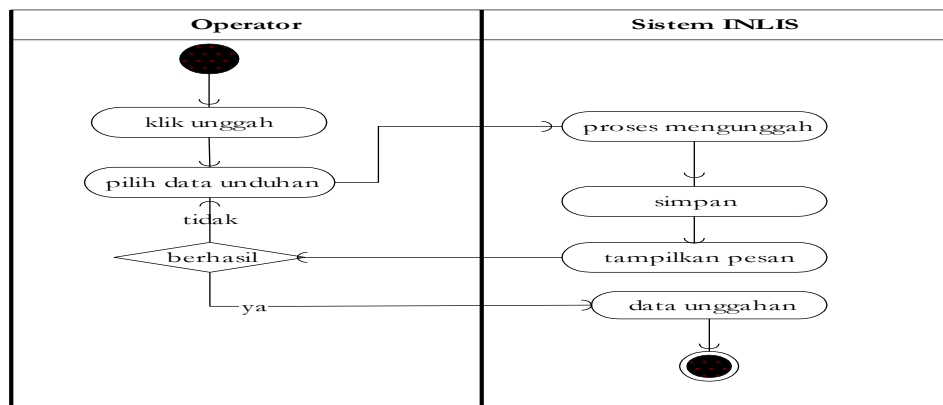 Operator
Sistem INLIS
klik unggah
proses mengunggah
pilih data unduhan
simpan
tidak
berhasil
tampilkan pesan
ya
data unggahan